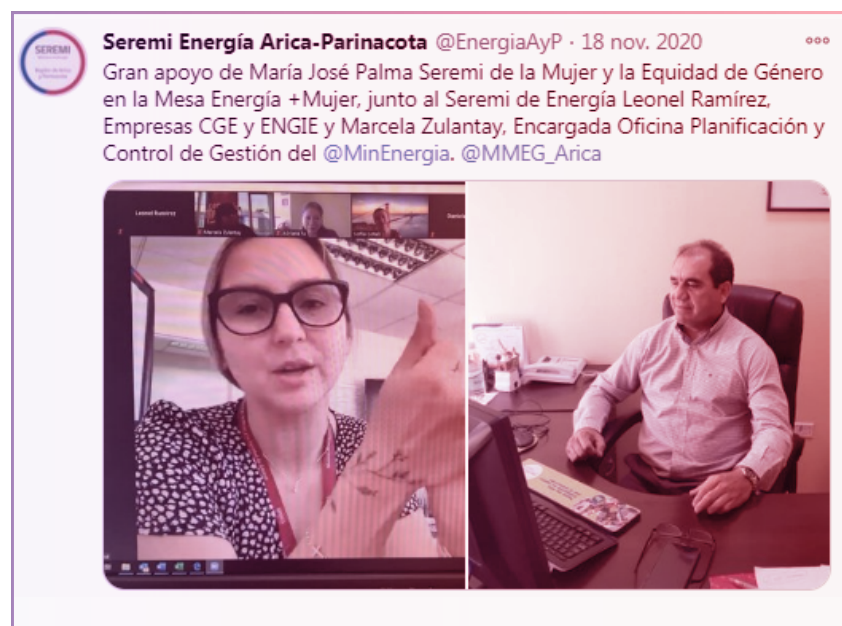 SEREMI
Seremi Energía Arica-Parinacota @EnergiaAyP · 18 nov. 2020
Gran apoyo de María José Palma Seremi de la Mujer y la Equidad de Género
en la Mesa Energía +Mujer, junto al Seremi de Energía Leonel Ramírez,
Empresas CGE y ENGIE y Marcela Zulantay, Encargada Oficina Planificación y
Control de Gestión del @MinEnergia. @MMEG_Arica
Leonel Ramírez